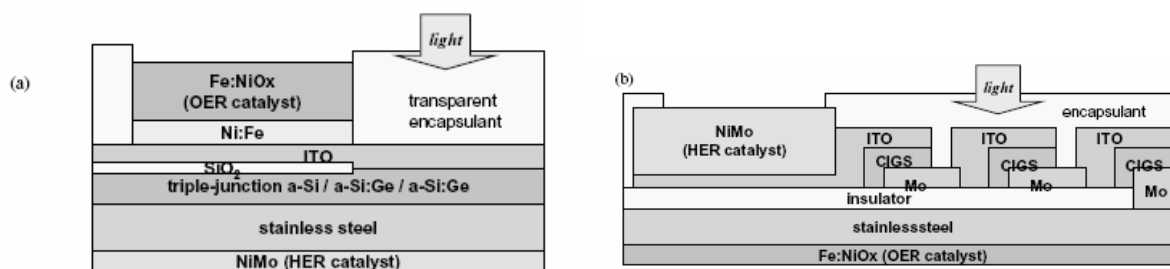 (a)
light
Fe:NiOx
(OER catalyst)
transparent
encapsulant
Ni:Fe
ITO
SiO2
triple-junction a-Si / a-Si:Ge / a-Si:Ge
stainless steel
NiMo (HER catalyst)
(b)
light
encapsulant
NiMo
(HER catalyst)
ITO
ITO
ITO
CIGS
CIGS
CIGS
Mo
Mo
Mo
insulator
stainlesssteel
Fe:NiOx (OER catalyst)